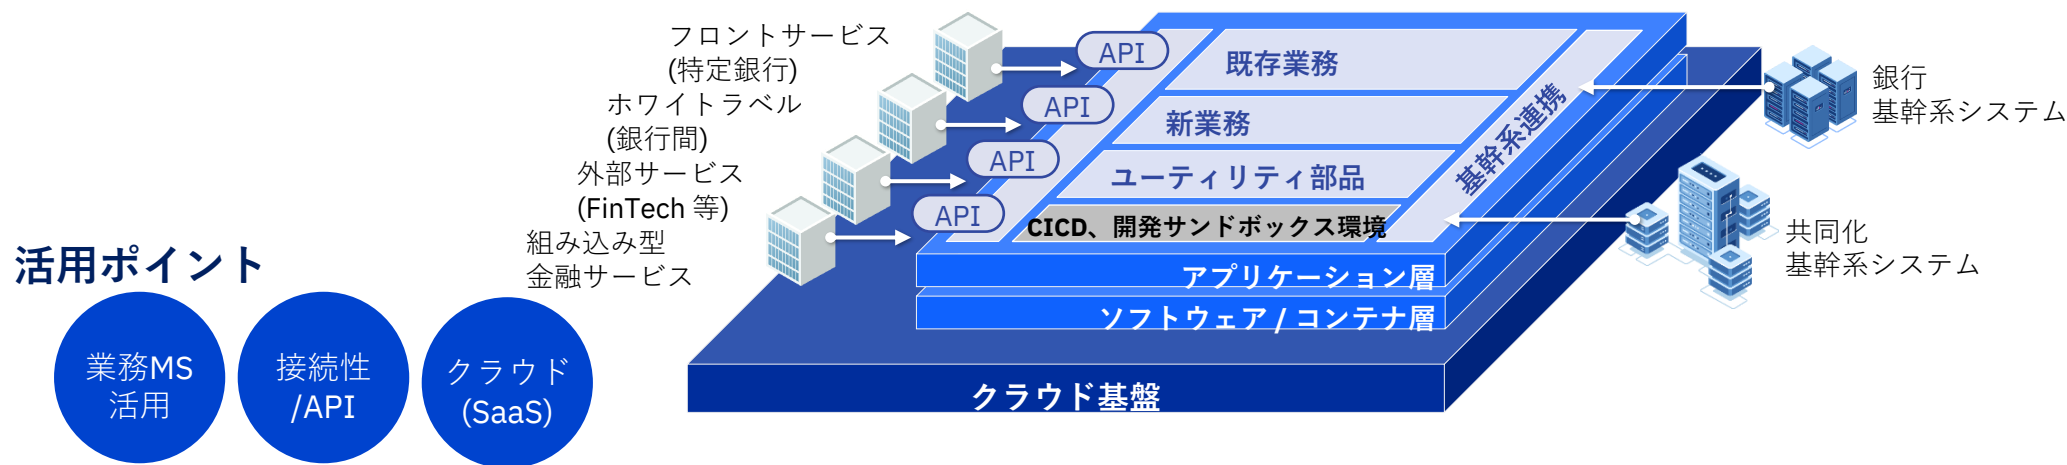 フロントサービス
(特定銀行)
ホワイトラベル
(銀行間)
外部サービス
(FinTech 等)
組み込み型
金融サービス
活用ポイント
業務MS
活用
接続性
/API
クラウド
(SaaS)
API
API
API
API
既存業務
新業務
ユーティリティ部品
CICD、開発サンドボックス環境
基幹系連携
アプリケーション層
ソフトウェア / コンテナ層
クラウド基盤
銀行
基幹系システム
共同化
基幹系システム